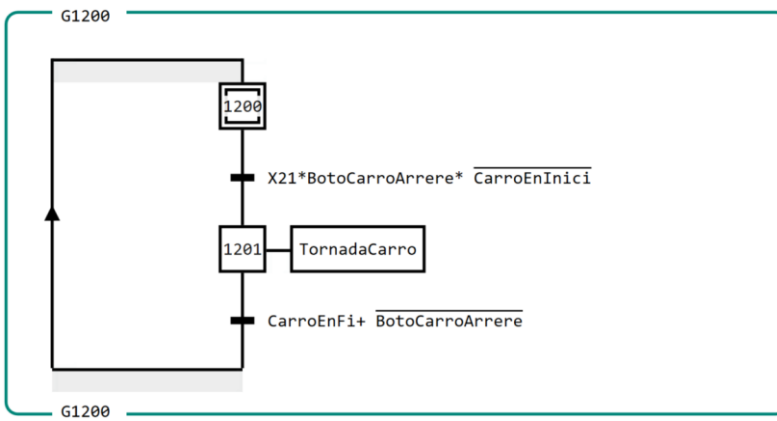 G1200
1200
X21*BotoCarroArrere* CarroEnInici
1201
TornadaCarro
CarroEnFi+ BotoCarroArrere
G1200